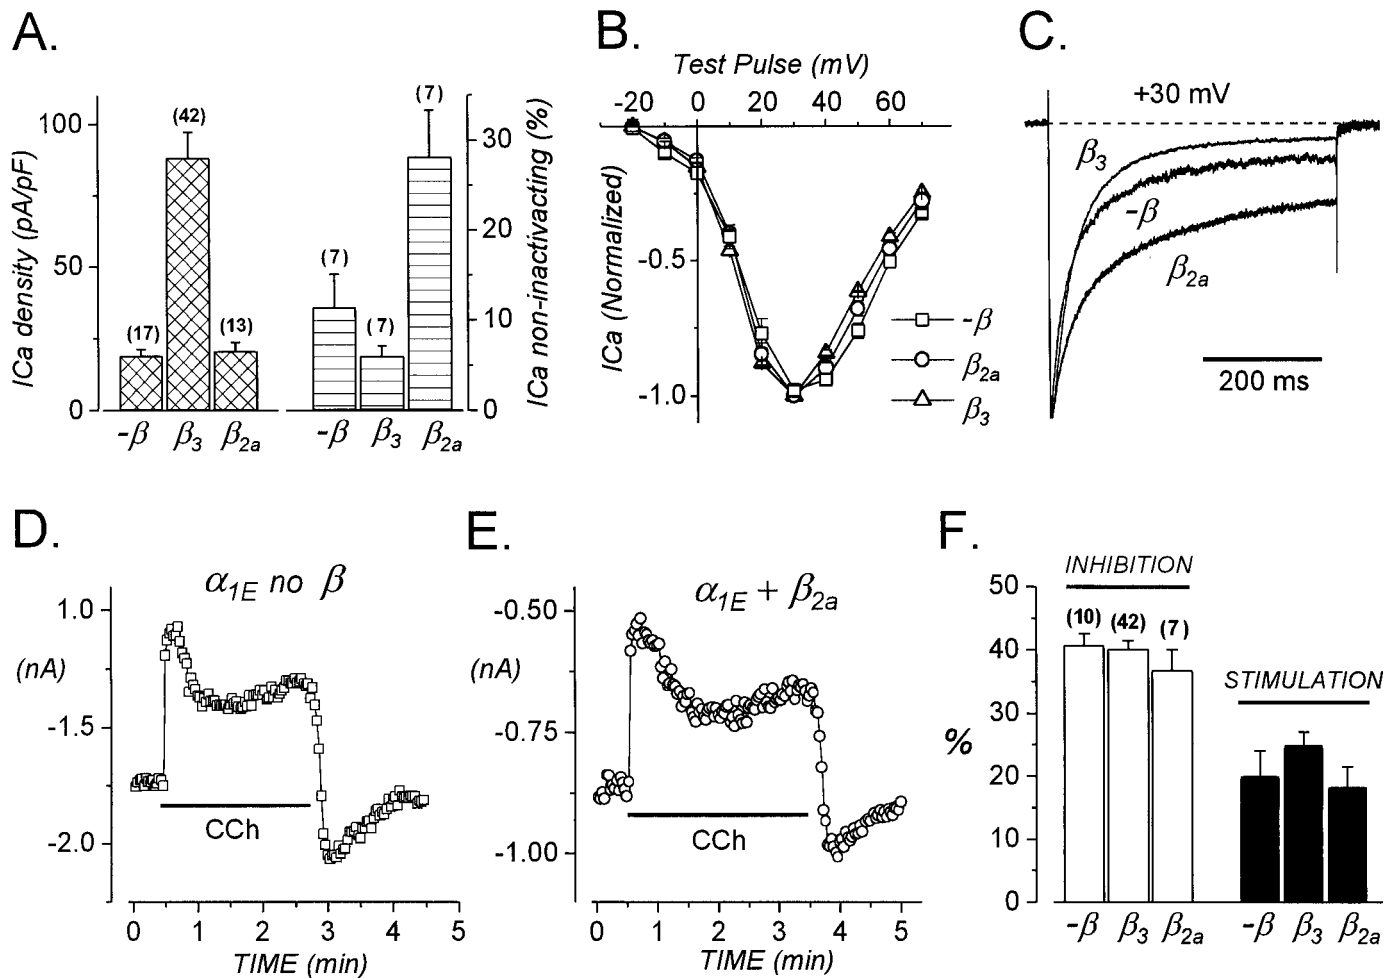 A.
ICa density (pA/pF)
100
50
0
(17)
(42)
(13)
-β
β3
β2a
(7)
(7)
(7)
-β
β3
β2a
30
20
10
0
ICa non-inactivacting (%)
B.
Test Pulse (mV)
-20 0 20 40 60
ICa (Normalized)
-0.5
-1.0
-β
β2a
β3
C.
+30 mV
β3
-β
β2a
200 ms
D.
α1E no β
(nA)
1.0
-1.5
-2.0
CCh
0 1 2 3 4 5
TIME (min)
E.
α1E + β2a
(nA)
-0.50
-0.75
-1.00
CCh
0 1 2 3 4 5
TIME (min)
F.
INHIBITION
STIMULATION
%
50
40
30
20
10
0
(10)
(42)
(7)
-β β3 β2a
-β β3 β2a